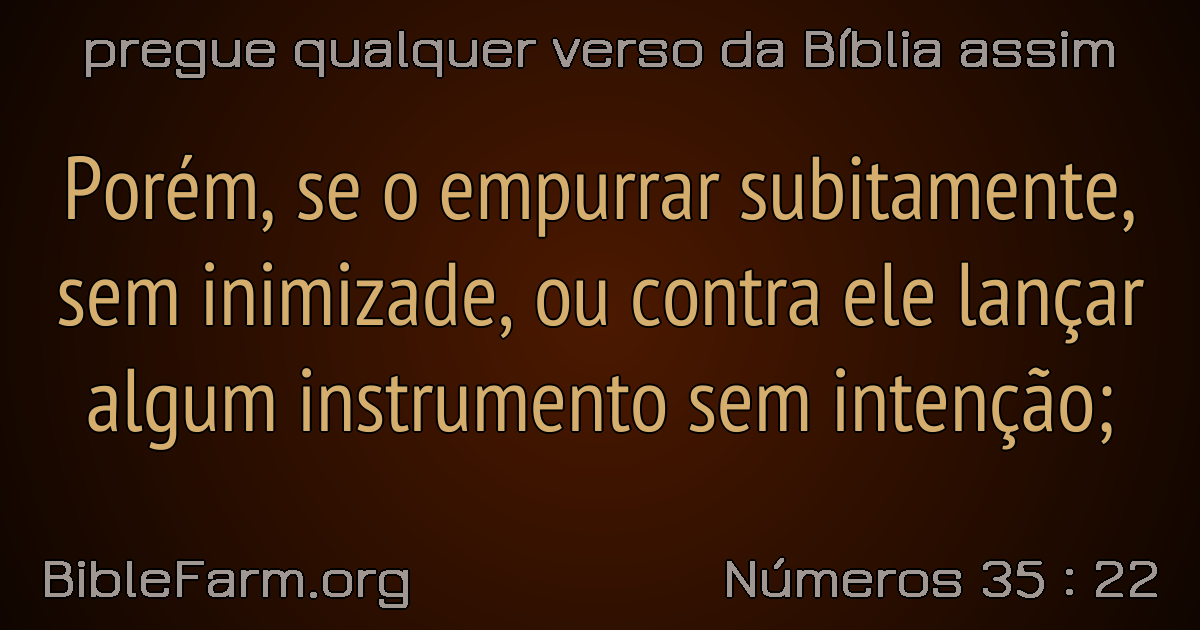 pregue qualquer verso da Bíblia assim
Porém, se o empurrar subitamente,
sem inimizade, ou contra ele lançar
algum instrumento sem intenção;
BibleFarm.org
Números 35 : 22